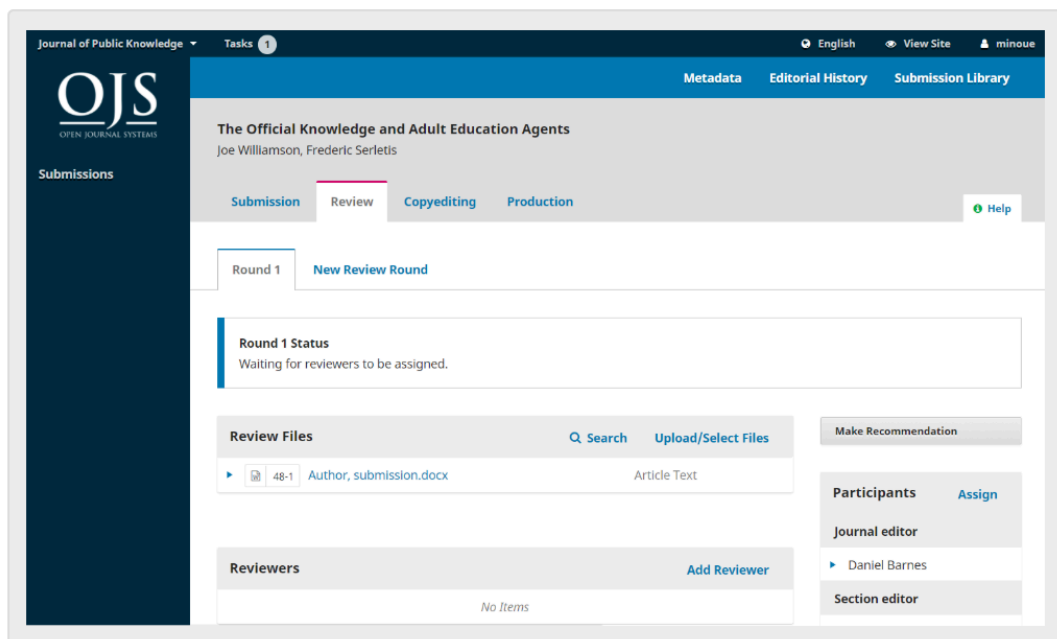 Journal of Public Knowledge Tasks 1 English View Site minoue
OJS
OPEN JOURNAL SYSTEMS
Submissions
Metadata Editorial History Submission Library
The Official Knowledge and Adult Education Agents
Joe Williamson, Frederic Serletis
Submission Review Copyediting Production
Help
Round 1 New Review Round
Round 1 Status
Waiting for reviewers to be assigned.
Review Files Search Upload/Select Files
48-1 Author, submission.docx Article Text
Reviewers Add Reviewer
No Items
Make Recommendation
Participants Assign
Journal editor
Daniel Barnes
Section editor